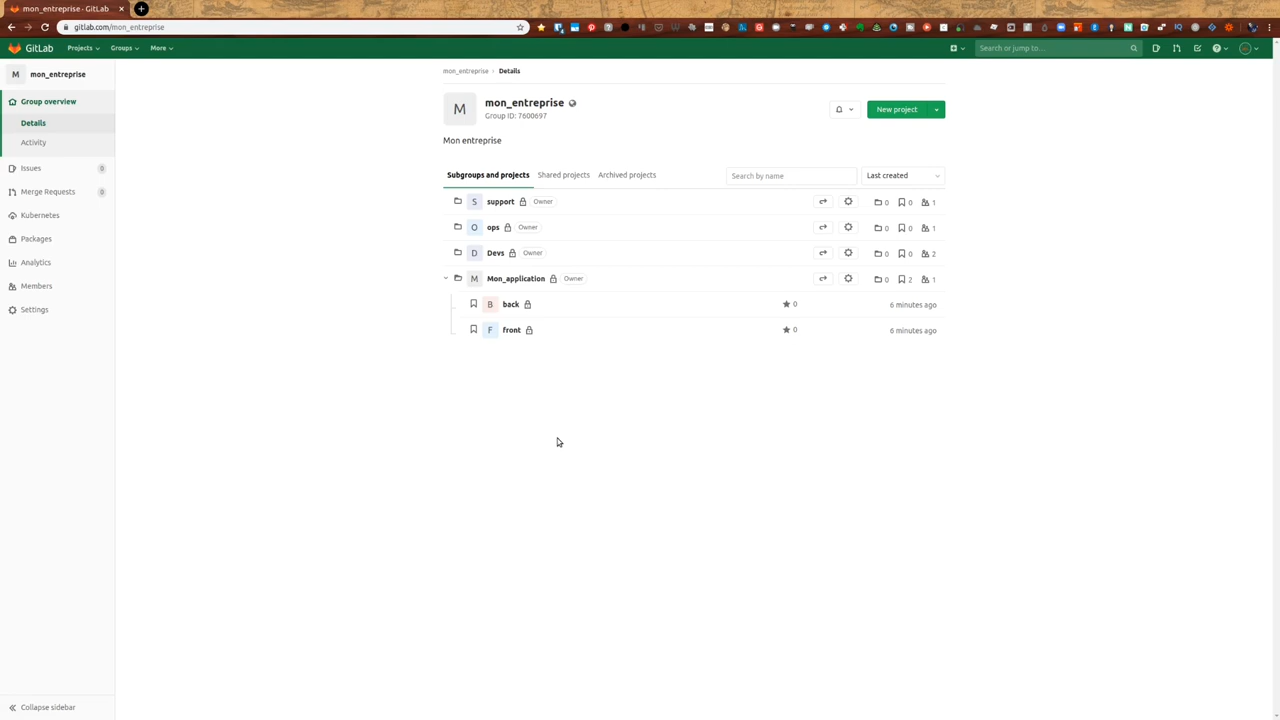 mon_entreprise - GitLab
gitlab.com/mon_entreprise
GitLab Projects Groups More Search or jump to...
M mon_entreprise
Group overview
Details
Activity
Issues 0
Merge Requests 0
Kubernetes
Packages
Analytics
Members
Settings
Collapse sidebar
mon_entreprise › Details
M mon_entreprise
Group ID: 7600697
New project
Mon entreprise
Subgroups and projects Shared projects Archived projects Search by name Last created
S support Owner 0 0 1
O ops Owner 0 0 1
D Devs Owner 0 0 2
M Mon_application Owner 0 2 1
B back 0 6 minutes ago
F front 0 6 minutes ago